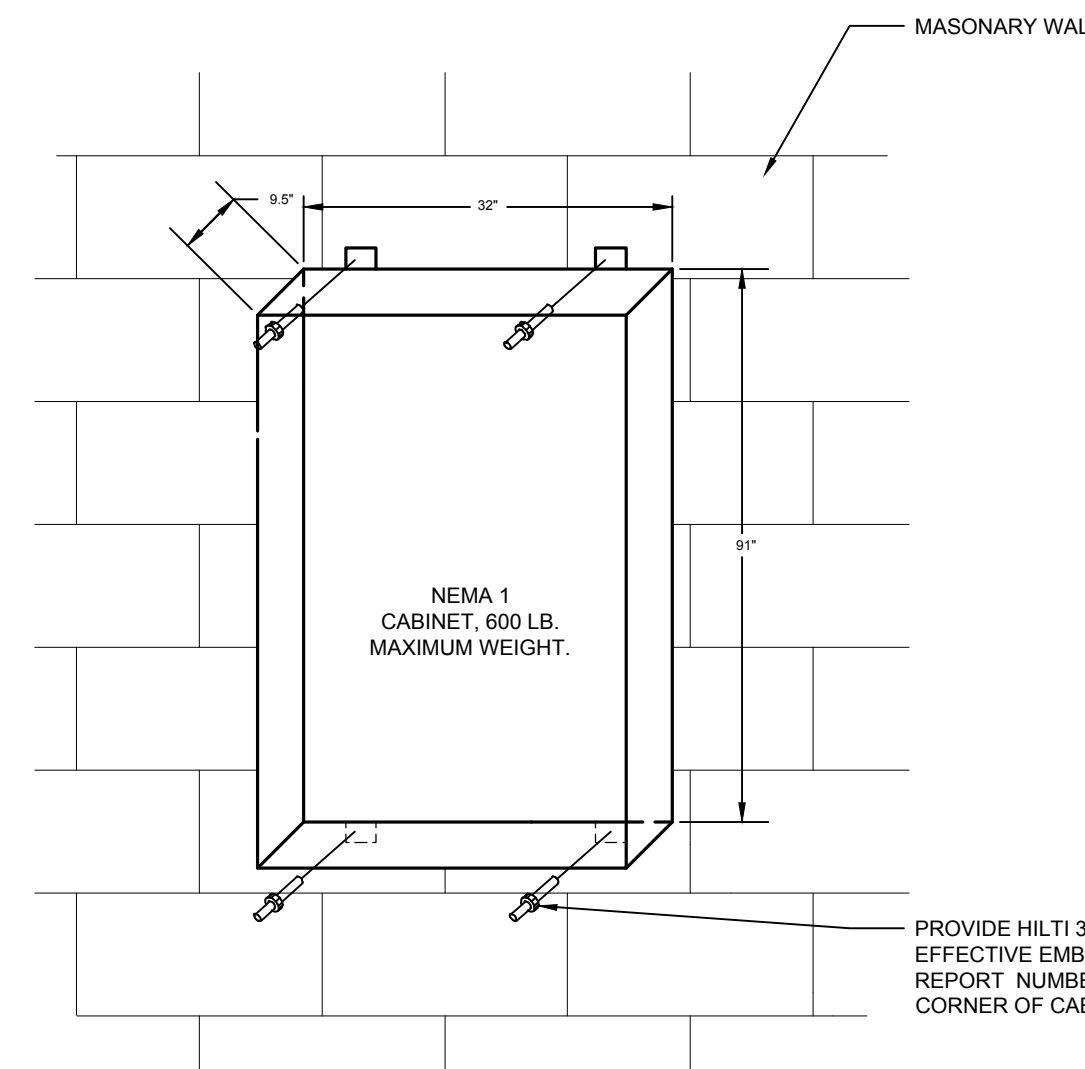 MASONARY WAL
9.5"
32"
91"
NEMA 1
CABINET, 600 LB.
MAXIMUM WEIGHT.
PROVIDE HILTI 3
EFFECTIVE EMB
REPORT NUMBE
CORNER OF CAB